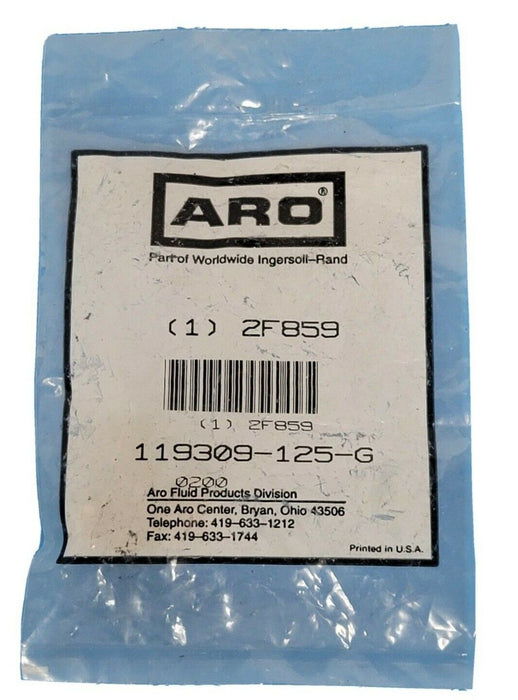 ARO®
Part of Worldwide Ingersoll-Rand
(1) 2F859
(1) 2F859
119309-125-G
0200
Aro Fluid Products Division
One Aro Center, Bryan, Ohio 43506
Telephone: 419-633-1212
Fax: 419-633-1744
Printed in U.S.A.